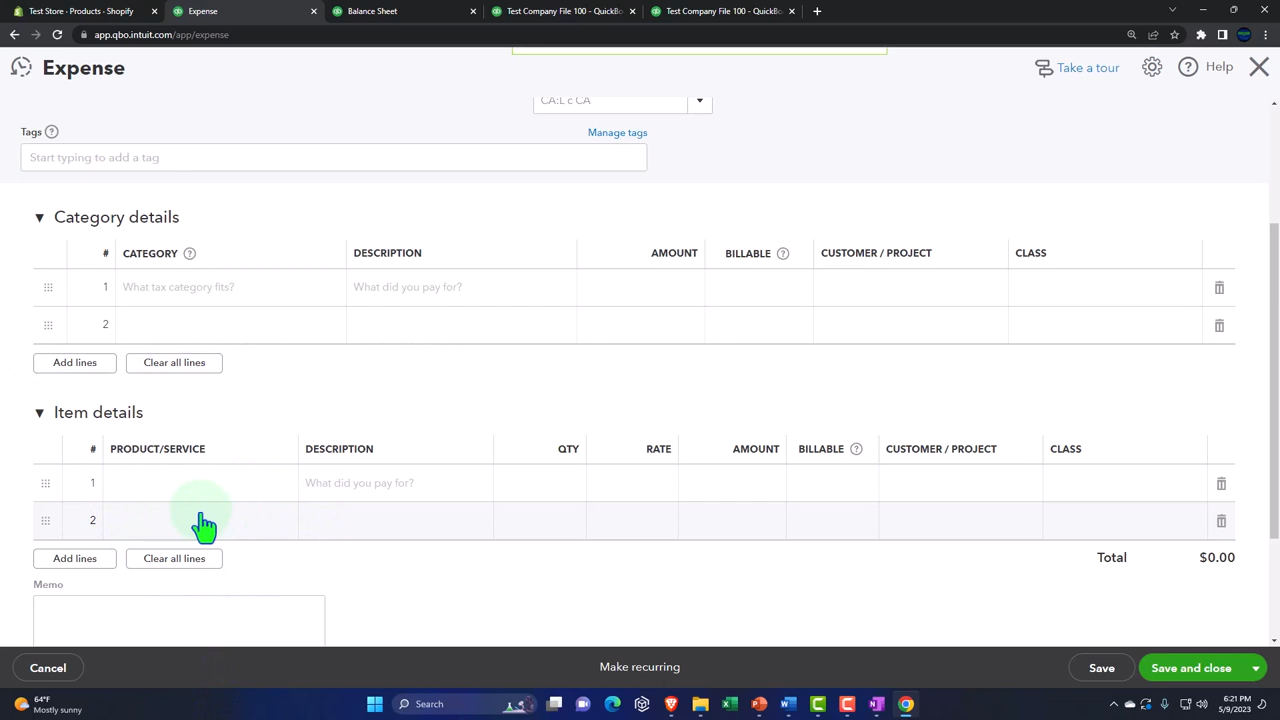 Test Store - Products - Shopify
Expense
Balance Sheet
Test Company File 100 - QuickBo
Test Company File 100 - QuickBo
app.qbo.intuit.com/app/expense
Expense
Take a tour
Help
Tags
Manage tags
Start typing to add a tag
Category details
# CATEGORY DESCRIPTION AMOUNT BILLABLE CUSTOMER / PROJECT CLASS
1 What tax category fits? What did you pay for?
2
Add lines Clear all lines
Item details
# PRODUCT/SERVICE DESCRIPTION QTY RATE AMOUNT BILLABLE CUSTOMER / PROJECT CLASS
1 What did you pay for?
2
Add lines Clear all lines
Total $0.00
Memo
Cancel
Make recurring
Save
Save and close
64°F
Mostly sunny
Search
6:21 PM
5/9/2023